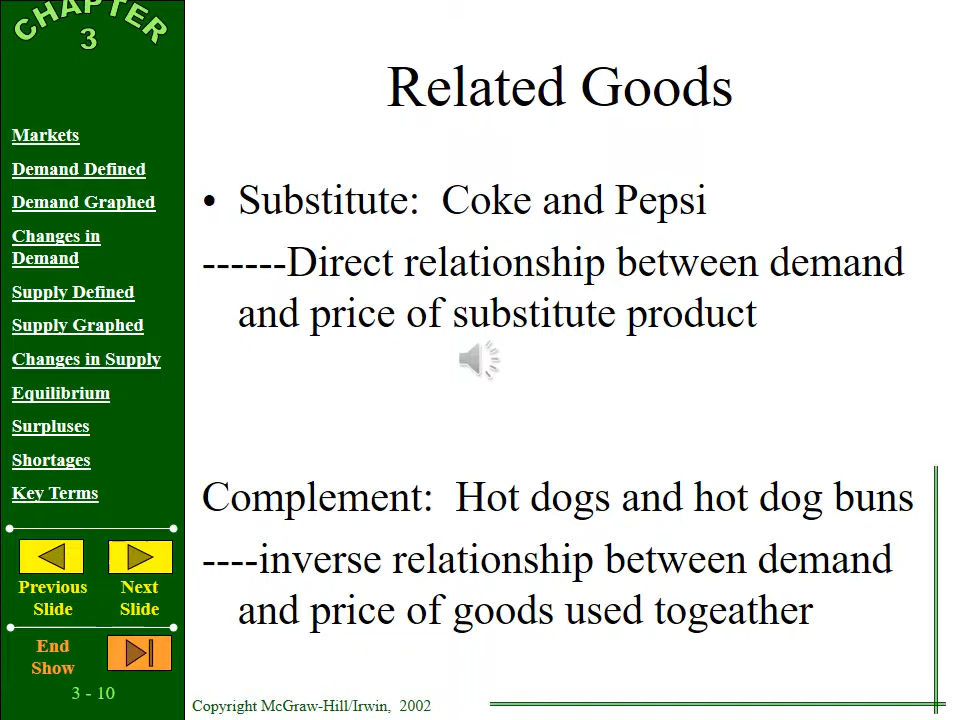 CHAPTER
3
Markets
Demand Defined
Demand Graphed
Changes in
Demand
Supply Defined
Supply Graphed
Changes in Supply
Equilibrium
Surpluses
Shortages
Key Terms
Previous
Slide
Next
Slide
End
Show
3 - 10
Related Goods
• Substitute:  Coke and Pepsi
------Direct relationship between demand
and price of substitute product
Complement:  Hot dogs and hot dog buns
----inverse relationship between demand
and price of goods used togeather
Copyright McGraw-Hill/Irwin,  2002